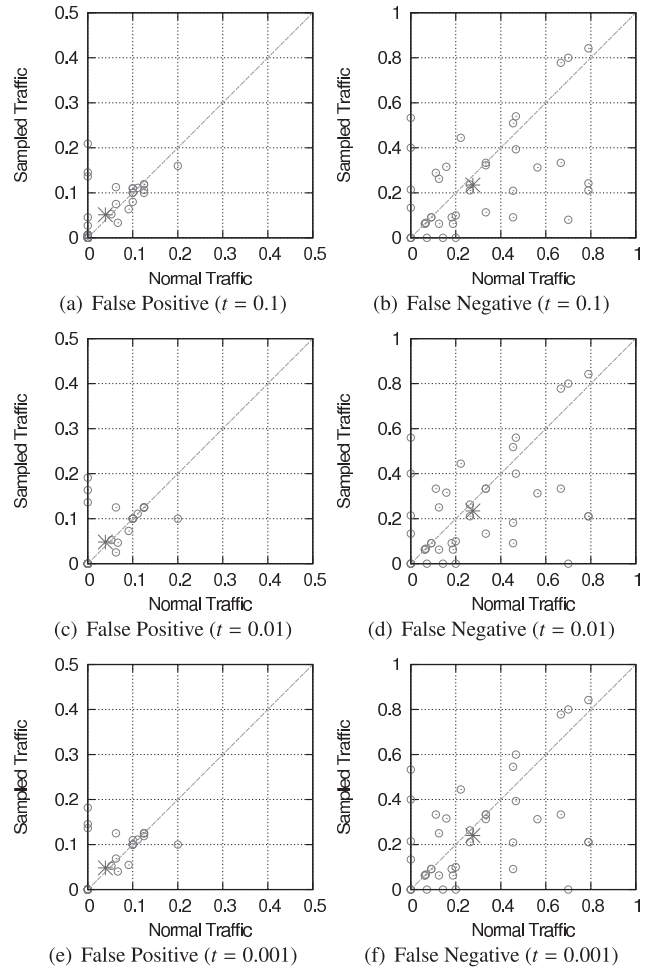 0.5 1
0.4 0.8
0.3 0.6
0.2 0.4
0.1 0.2
0 0
Sampled Traffic Sampled Traffic
0 0.1 0.2 0.3 0.4 0.5 0 0.2 0.4 0.6 0.8 1
Normal Traffic Normal Traffic
(a) False Positive (t = 0.1) (b) False Negative (t = 0.1)
0.5 1
0.4 0.8
0.3 0.6
0.2 0.4
0.1 0.2
0 0
Sampled Traffic Sampled Traffic
0 0.1 0.2 0.3 0.4 0.5 0 0.2 0.4 0.6 0.8 1
Normal Traffic Normal Traffic
(c) False Positive (t = 0.01) (d) False Negative (t = 0.01)
0.5 1
0.4 0.8
0.3 0.6
0.2 0.4
0.1 0.2
0 0
Sampled Traffic Sampled Traffic
0 0.1 0.2 0.3 0.4 0.5 0 0.2 0.4 0.6 0.8 1
Normal Traffic Normal Traffic
(e) False Positive (t = 0.001) (f) False Negative (t = 0.001)